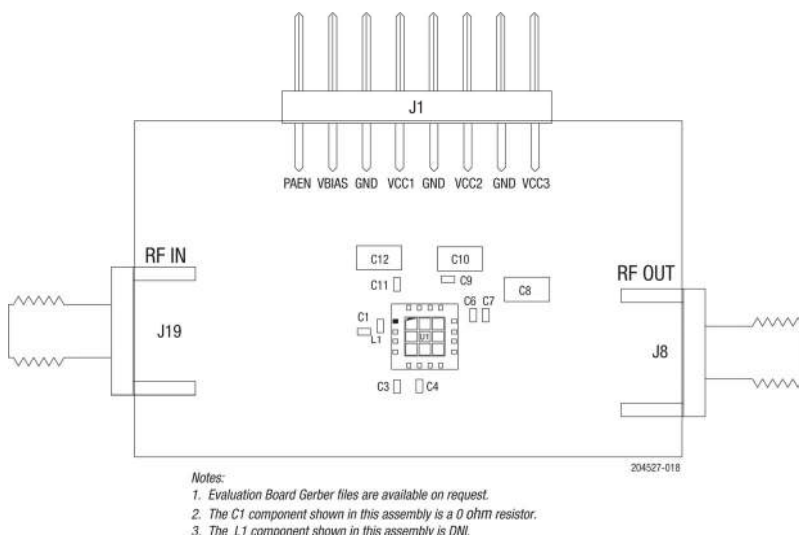 J1
PAEN VBIAS GND VCC1 GND VCC2 GND VCC3
RF IN
J19
C12
C10
C11
C9
C8
RF OUT
J8
C1
L1
U1
C6 C7
C3
C4
204527-018
Notes:
1. Evaluation Board Gerber files are available on request.
2. The C1 component shown in this assembly is a 0 ohm resistor.
3. The L1 component shown in this assembly is DNI.